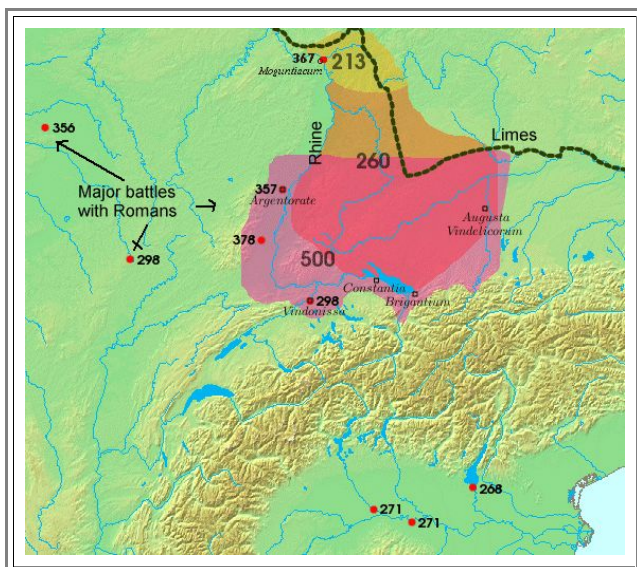 367
Moguntiacum
213
356
Limes
Rhine
260
Major battles
with Romans
357
Argentorate
Augusta
Vindelicorum
378
500
298
Constantia
Brigantium
298
Vindonissa
268
271
271